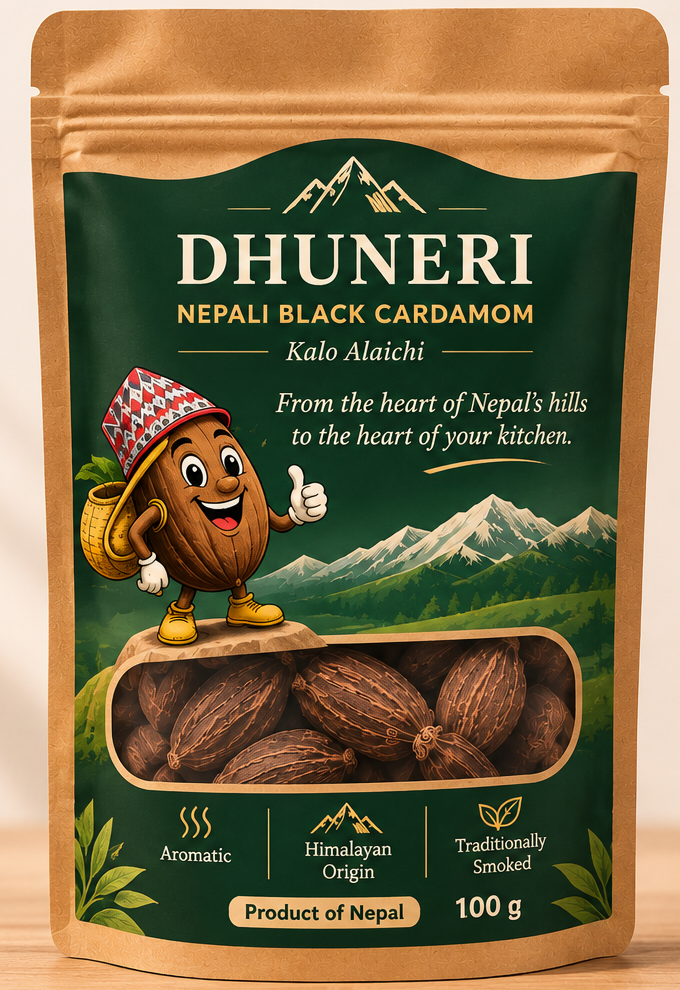 DHUNERI
NEPALI BLACK CARDAMOM
Kalo Alaichi
From the heart of Nepal's hills
to the heart of your kitchen.
Aromatic
Himalayan
Origin
Traditionally
Smoked
Product of Nepal
100 g